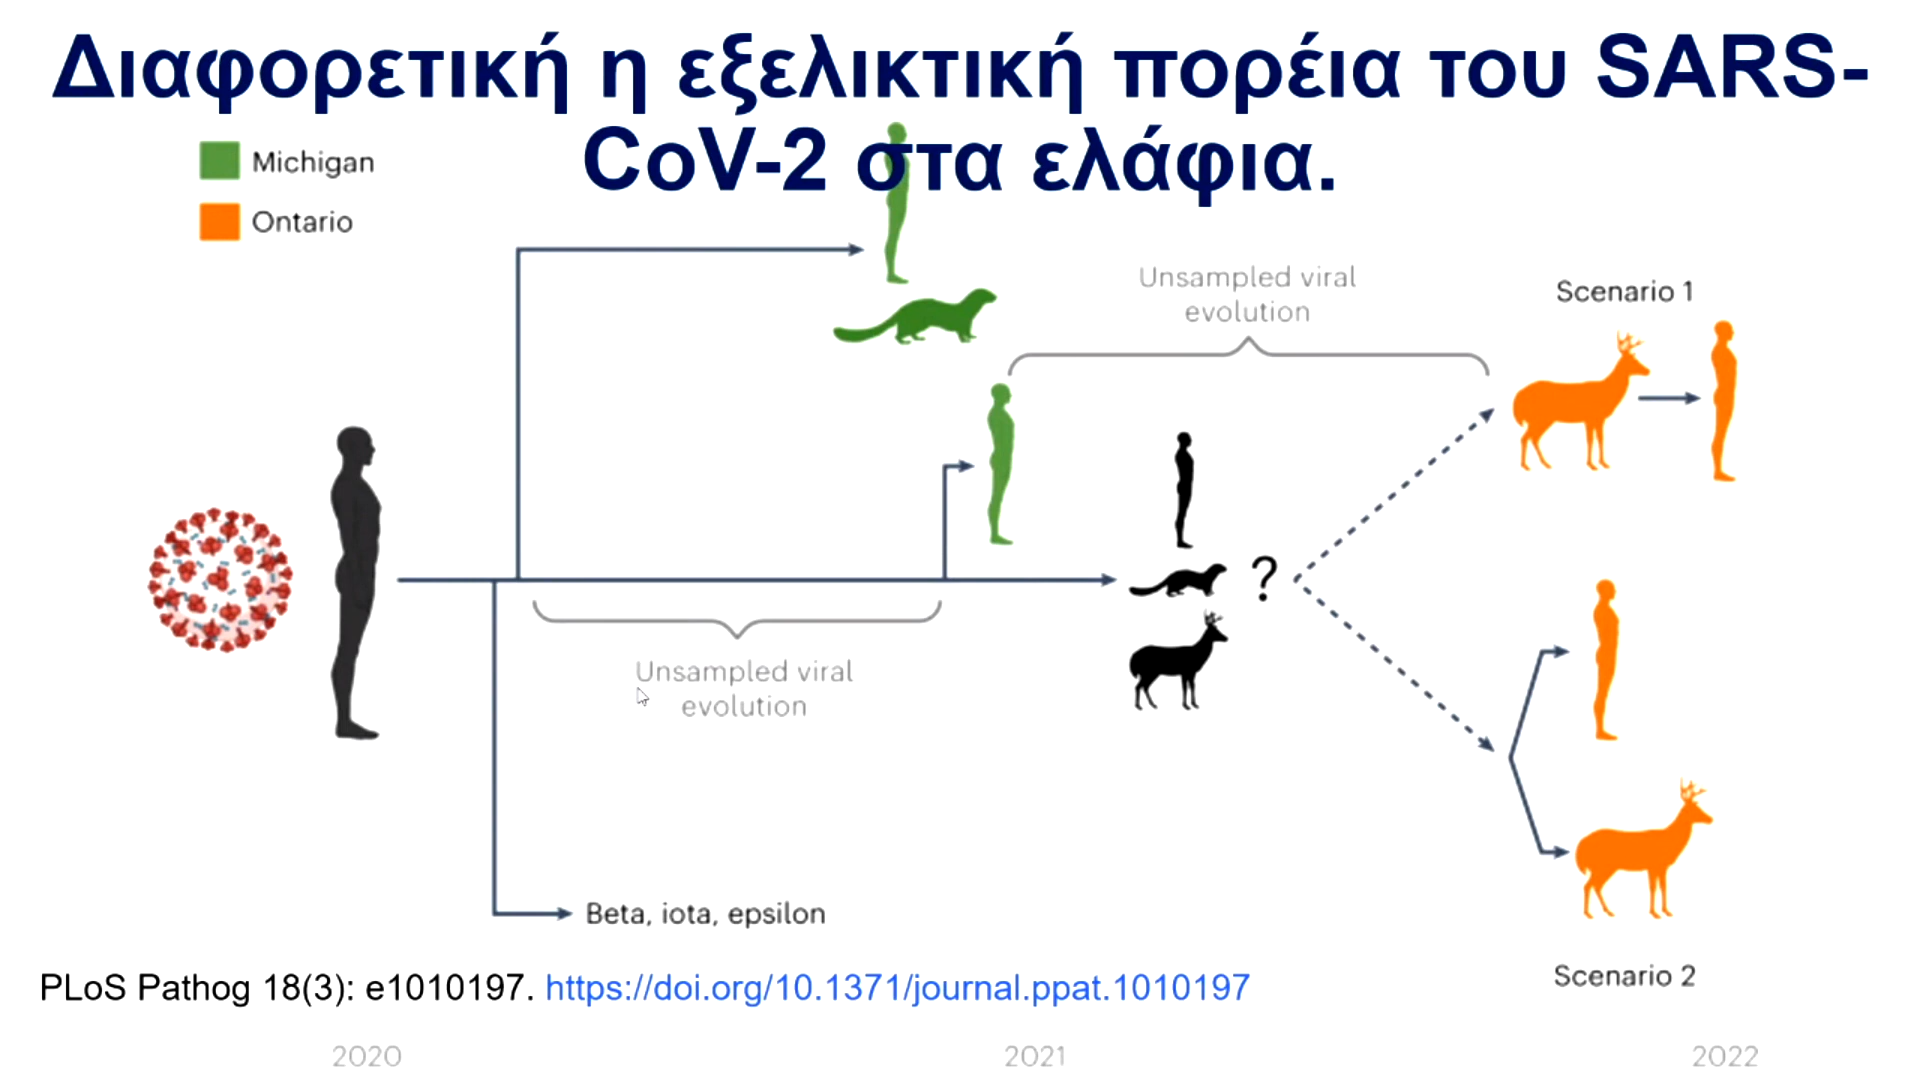 Διαφορετική η εξελικτική πορέια του SARS-
CoV-2 στα ελάφια.
Michigan
Ontario
Unsampled viral
evolution
Scenario 1
?
Unsampled viral
evolution
Beta, iota, epsilon
Scenario 2
PLoS Pathog 18(3): e1010197. https://doi.org/10.1371/journal.ppat.1010197
2020
2021
2022